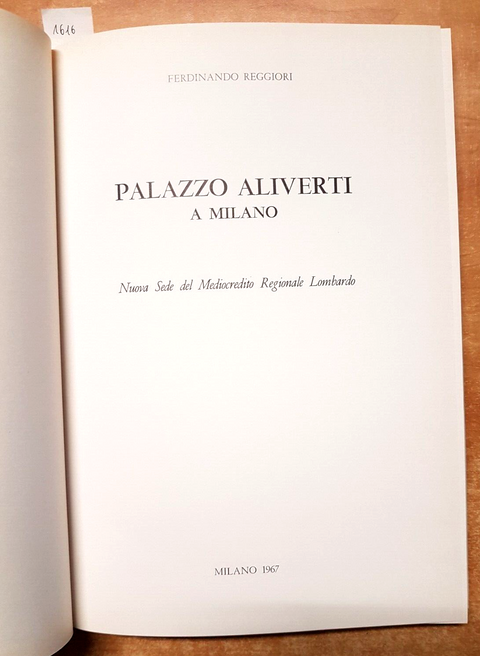 1616
FERDINANDO REGGIORI
PALAZZO ALIVERTI
A MILANO
Nuova Sede del Mediocredito Regionale Lombardo
MILANO 1967